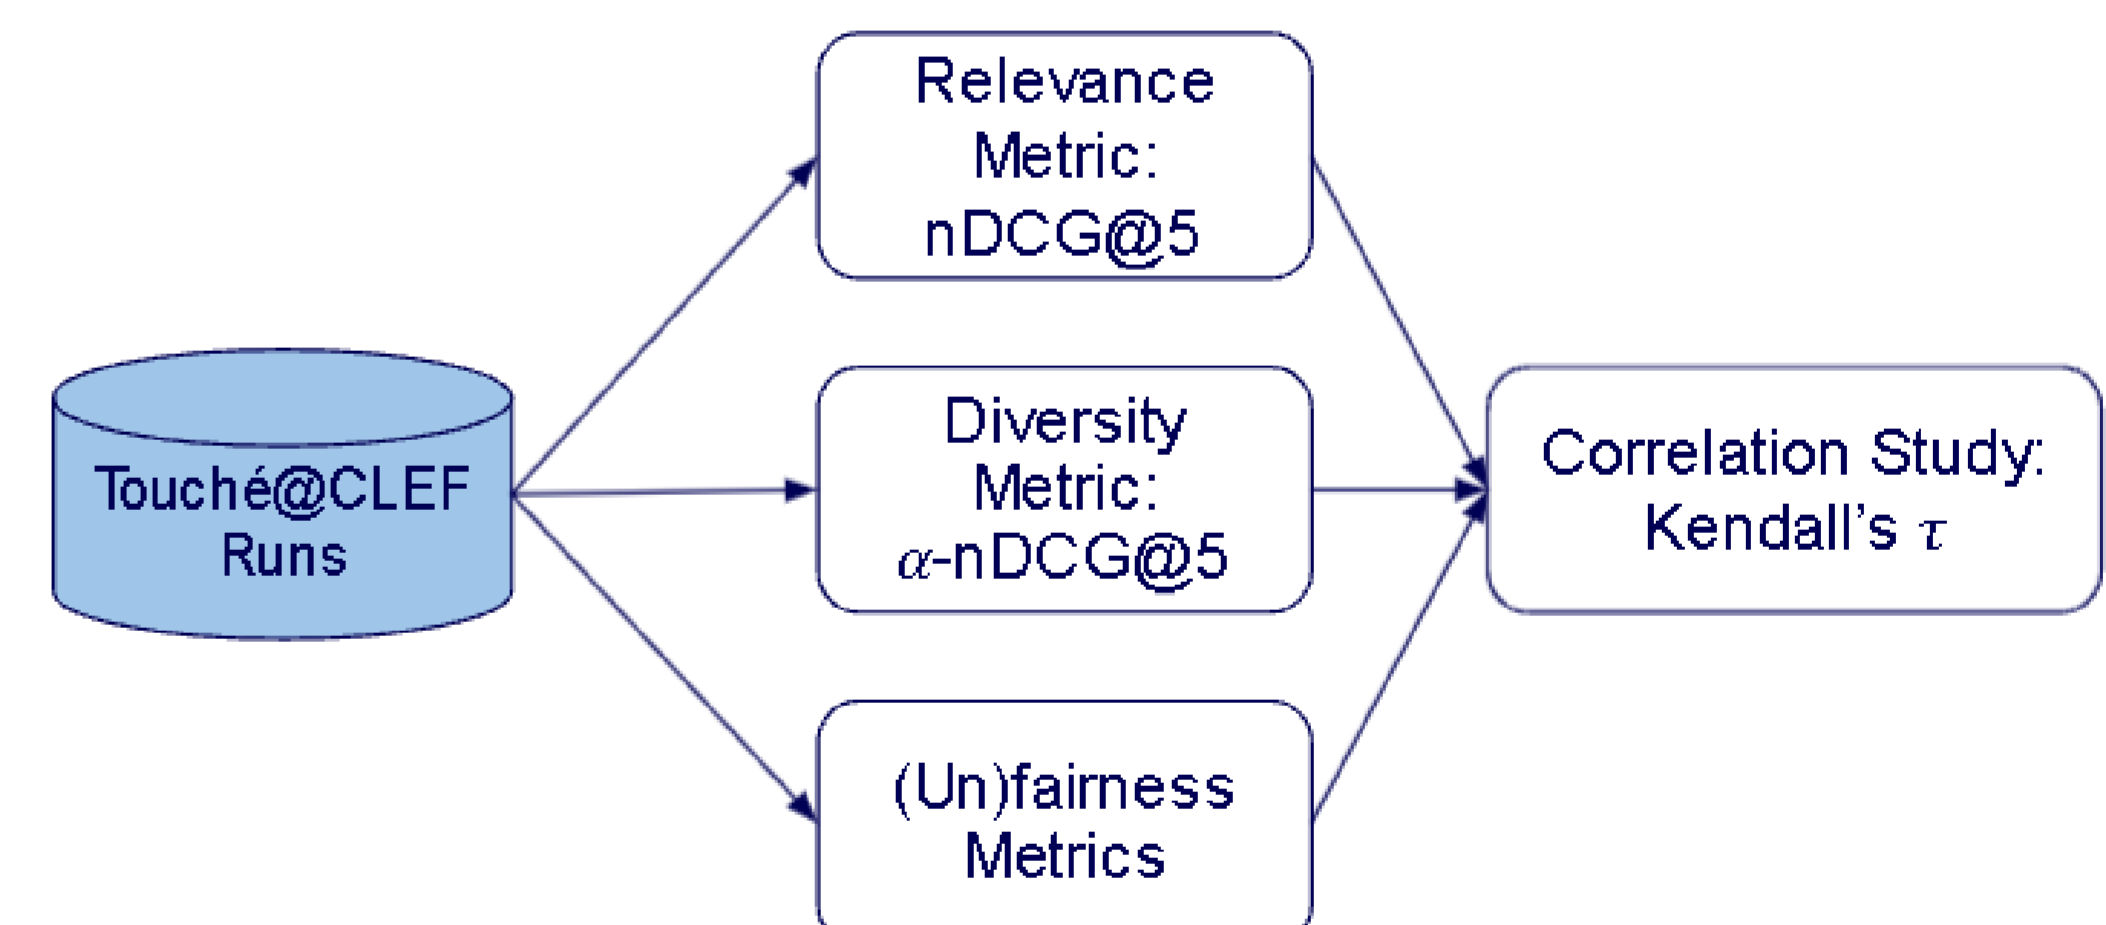 Touché@CLEF
Runs
Relevance
Metric:
nDCG@5
Diversity
Metric:
α-nDCG@5
(Un)fairness
Metrics
Correlation Study:
Kendall's τ